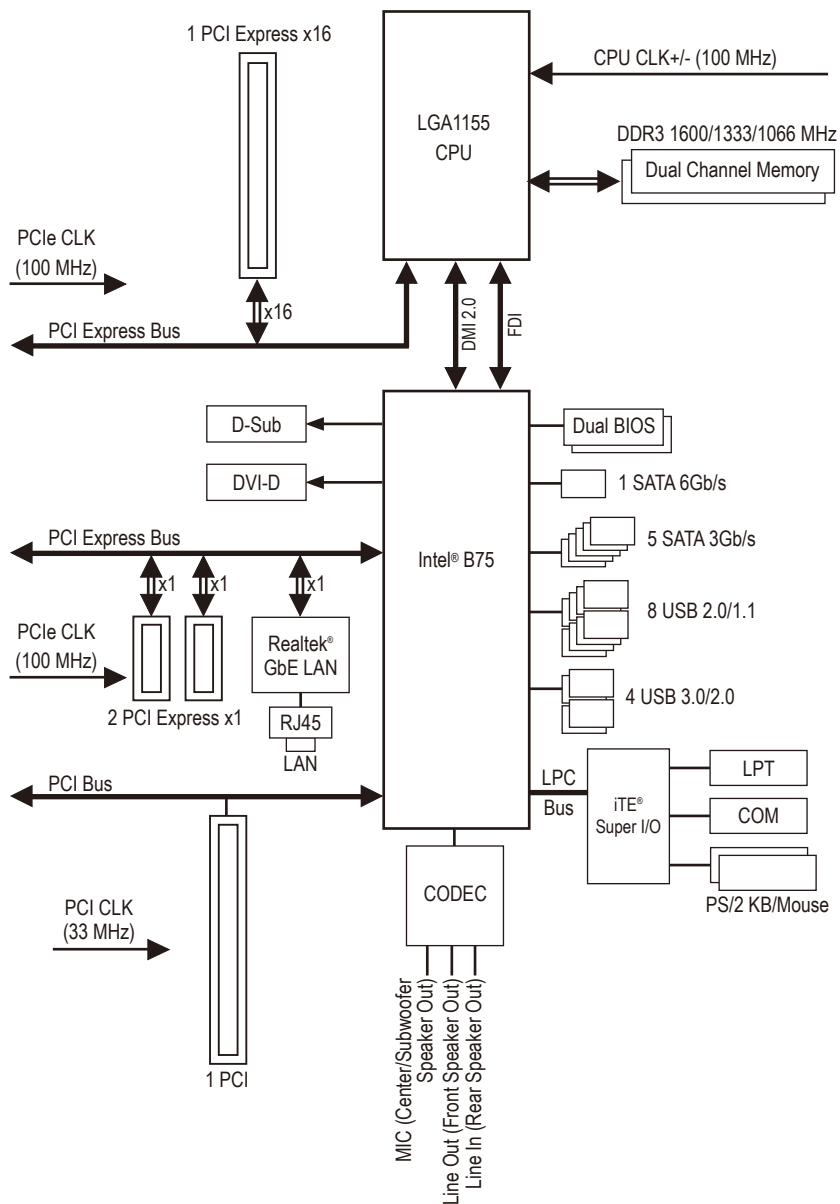 1 PCI Express x16
CPU CLK+/- (100 MHz)
LGA1155
CPU
DDR3 1600/1333/1066 MHz
Dual Channel Memory
PCIe CLK
(100 MHz)
x16
PCI Express Bus
DMI 2.0
FDI
D-Sub
Dual BIOS
DVI-D
1 SATA 6Gb/s
PCI Express Bus
Intel® B75
5 SATA 3Gb/s
x1
x1
x1
8 USB 2.0/1.1
PCIe CLK
(100 MHz)
Realtek®
GbE LAN
4 USB 3.0/2.0
2 PCI Express x1
RJ45
LAN
PCI Bus
LPC
Bus
iTE®
Super I/O
LPT
COM
PS/2 KB/Mouse
CODEC
PCI CLK
(33 MHz)
1 PCI
MIC (Center/Subwoofer
Speaker Out)
Line Out (Front Speaker Out)
Line In (Rear Speaker Out)